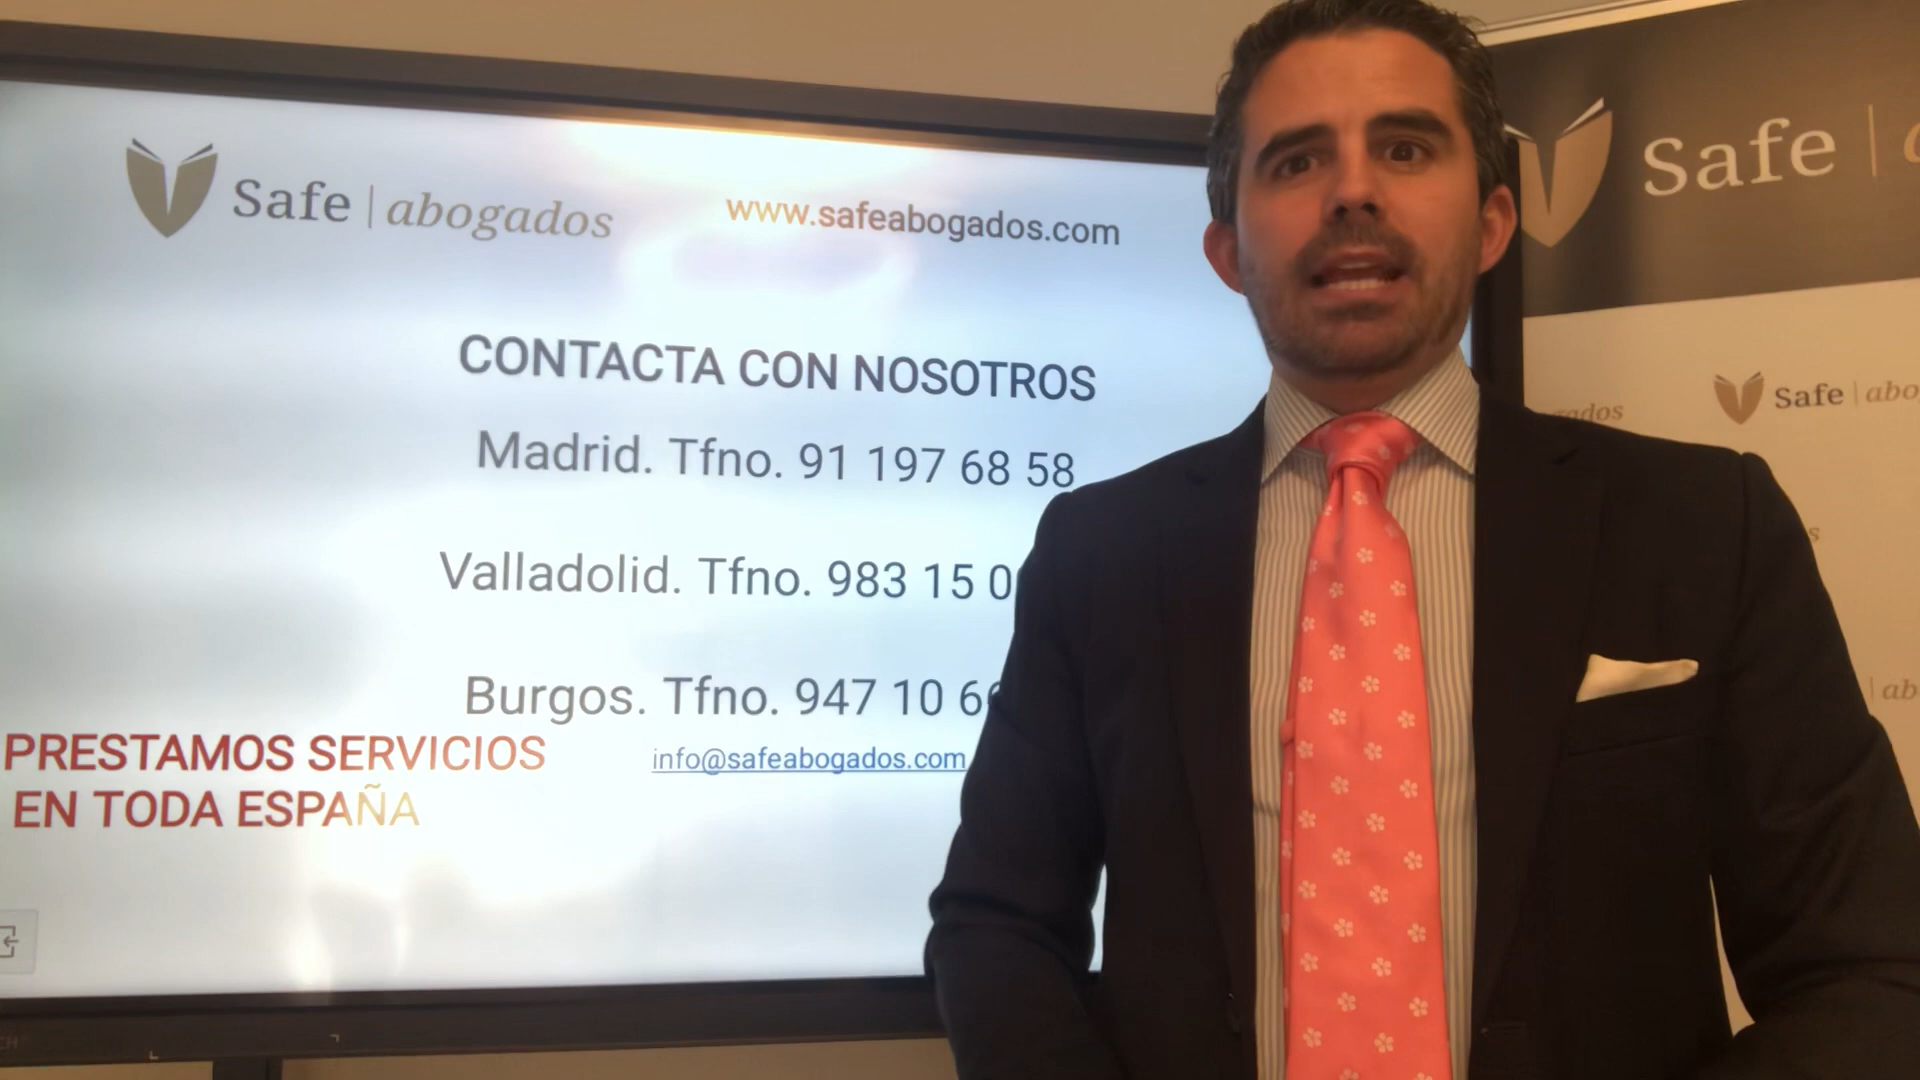 Safe | abogados
www.safeabogados.com
CONTACTA CON NOSOTROS
Madrid. Tfno. 91 197 68 58
Valladolid. Tfno. 983 15
Burgos. Tfno. 947 10
PRESTAMOS SERVICIOS
EN TODA ESPAÑA
info@safeabogados.com
Safe |
Safe |